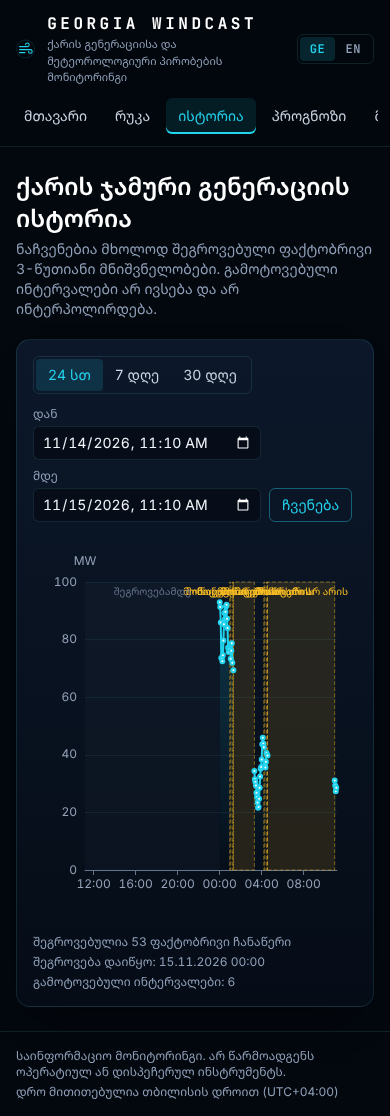 GEORGIA WINDCAST
ქარის გენერაციისა და
მეტეოროლოგიური პირობების
მონიტორინგი
GE
EN
მთავარი
რუკა
ისტორია
პროგნოზი
ქარის ჯამური გენერაციის
ისტორია
ნაჩვენებია მხოლოდ შეგროვებული ფაქტობრივი
3-წუთიანი მნიშვნელობები. გამოტოვებული
ინტერვალები არ ივსება და არ
ინტერპოლირდება.
24 სთ
7 დღე
30 დღე
დან
11/14/2026, 11:10 AM
მდე
11/15/2026, 11:10 AM
ჩვენება
MW
100
80
60
40
20
0
შეგროვებამდე
არ არის
12:00
16:00
20:00
00:00
04:00
08:00
შეგროვებულია 53 ფაქტობრივი ჩანაწერი
შეგროვება დაიწყო: 15.11.2026 00:00
გამოტოვებული ინტერვალები: 6
საინფორმაციო მონიტორინგი. არ წარმოადგენს
ოპერატიულ ან დისპეჩერულ ინსტრუმენტს.
დრო მითითებულია თბილისის დროით (UTC+04:00)